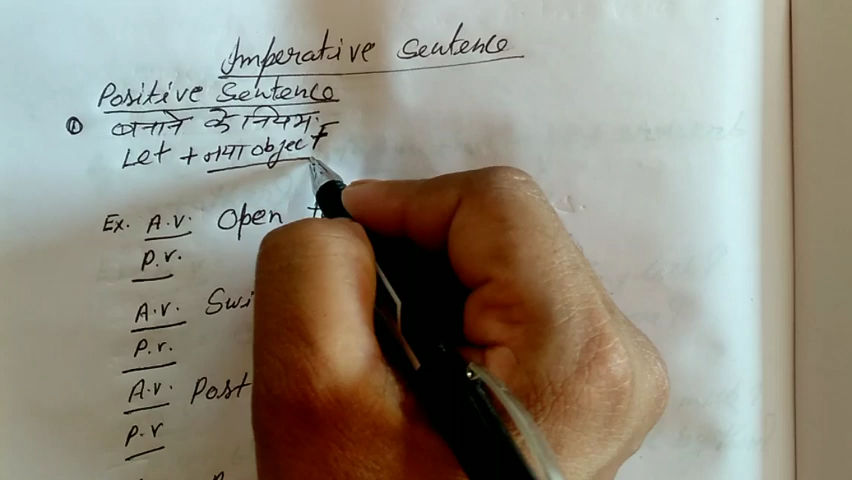 Imperative Sentence
Positive Sentence
① बनाने के नियम:-
Let + नया object
Ex. A.V. Open
P.V.
A.V. Swi
P.V.
A.V. Post
P.V